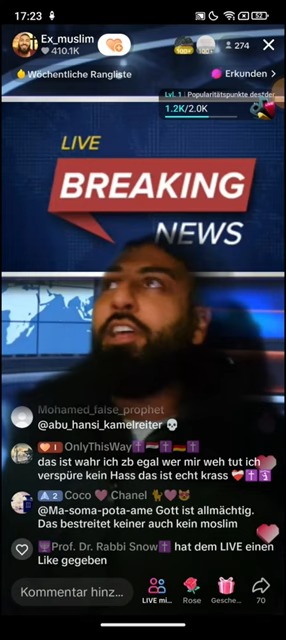 17:23
52
Ex_muslim
410.1K
100+
100+
274
Wöchentliche Rangliste
Erkunden >
Lvl. 1 | Popularitätspunkte des/der
1.2K/2.0K
LIVE
BREAKING
NEWS
Mohamed_false_prophet
@abu_hansi_kamelreiter 💀
1 OnlyThisWay✝️🇪🇬✝️🇩🇪✝️
das ist wahr ich zb egal wer mir weh tut ich
verspüre kein Hass das ist echt krass ❤️‍🩹✝️🛐
A 2 Coco 🩷 Chanel 🐈💓😻
@Ma-soma-pota-ame Gott ist allmächtig.
Das bestreitet keiner auch kein moslim
🕎Prof. Dr. Rabbi Snow✝️ hat dem LIVE einen
Like gegeben
Kommentar hinz...
LIVE mi...
Rose
Gesche...
70